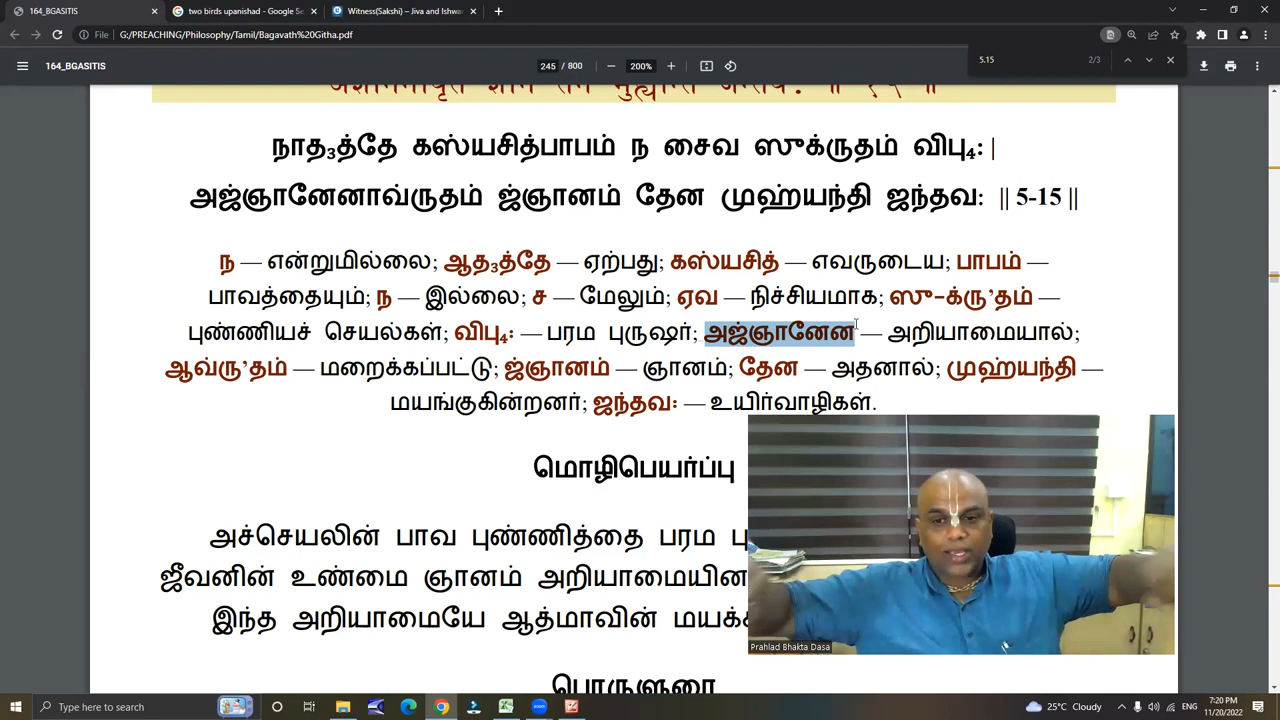 164_BGASITIS
two birds upanishad - Google Se
Witness(Sakshi) – Jiva and Ishwar
File
G:/PREACHING/Philosophy/Tamil/Bagavath%20Githa.pdf
164_BGASITIS
245 / 800
200%
5.15
2/3
நாத₃த்தே கஸ்யசித்பாபம் ந சைவ ஸுக்ருதம் விபு₄: |
அஜ்ஞானேனாவ்ருதம் ஜ்ஞானம் தேன முஹ்யந்தி ஜந்தவ: || 5-15 ||
ந — என்றுமில்லை; ஆத₃த்தே — ஏற்பது; கஸ்யசித் — எவருடைய; பாபம் —
பாவத்தையும்; ந — இல்லை; ச — மேலும்; ஏவ — நிச்சியமாக; ஸு-க்ரு’தம் —
புண்ணியச் செயல்கள்; விபு₄: — பரம புருஷர்; அஜ்ஞானேன — அறியாமையால்;
ஆவ்ரு’தம் — மறைக்கப்பட்டு; ஜ்ஞானம் — ஞானம்; தேன — அதனால்; முஹ்யந்தி —
மயங்குகின்றனர்; ஜந்தவ: — உயிர்வாழிகள்.
மொழிபெயர்ப்பு
அச்செயலின் பாவ புண்ணித்தை பரம பு
ஜீவனின் உண்மை ஞானம் அறியாமையின
இந்த அறியாமையே ஆத்மாவின் மயக்
பொருளுரை
Prahlad Bhakta Dasa
Type here to search
25°C Cloudy
7:20 PM
11/20/2022